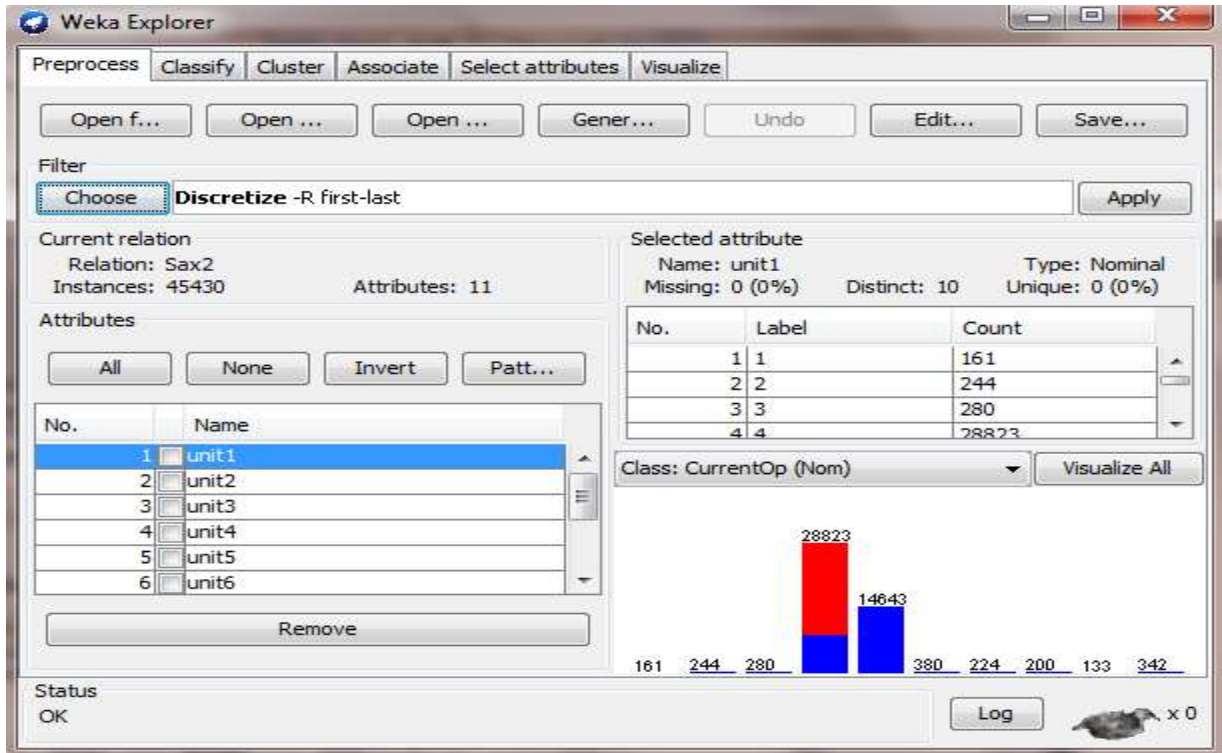 Weka Explorer
Preprocess Classify Cluster Associate Select attributes Visualize
Open f... Open ... Open ... Gener... Undo Edit... Save...
Filter
Choose Discretize -R first-last Apply
Current relation
Relation: Sax2
Instances: 45430 Attributes: 11
Attributes
All None Invert Patt...
No. Name
1 unit1
2 unit2
3 unit3
4 unit4
5 unit5
6 unit6
Remove
Selected attribute
Name: unit1 Type: Nominal
Missing: 0 (0%) Distinct: 10 Unique: 0 (0%)
No. Label Count
1 1 161
2 2 244
3 3 280
4 4 28823
Class: CurrentOp (Nom) Visualize All
28823
14643
161 244 280 380 224 200 133 342
Status
OK
Log x 0